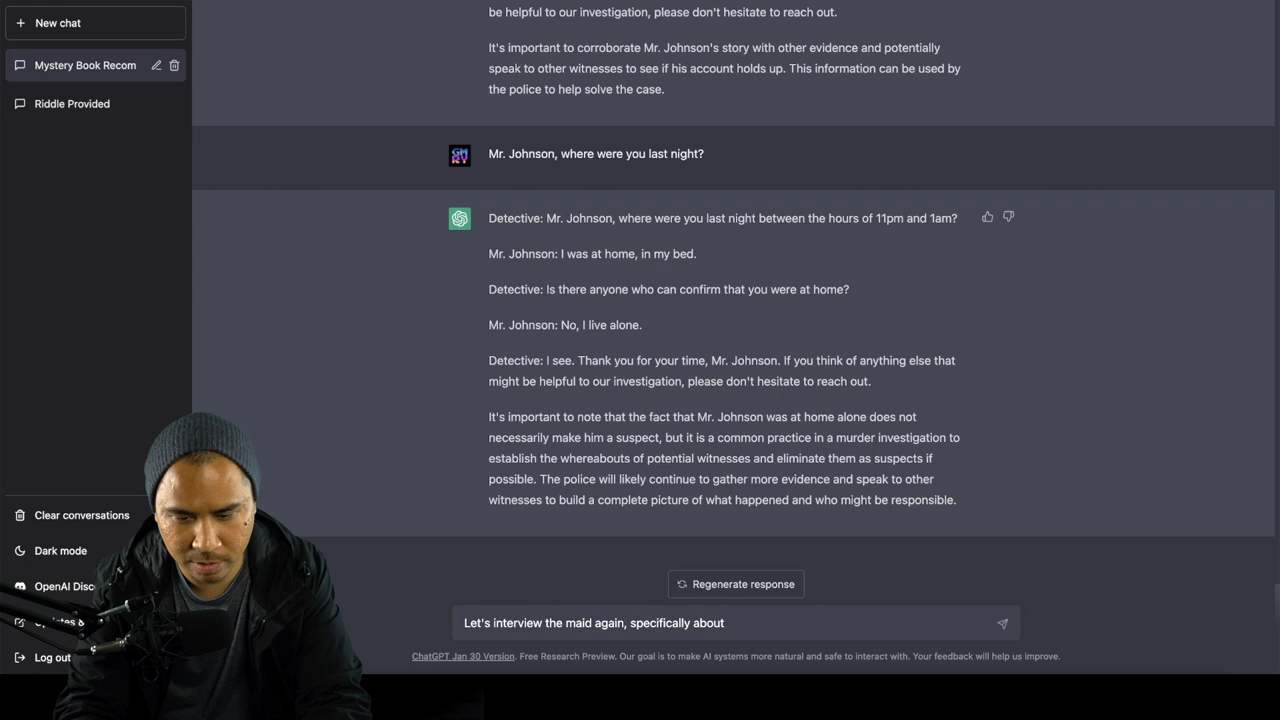 New chat
Mystery Book Recom
Riddle Provided
Clear conversations
Dark mode
OpenAI Disc
Updates &
Log out
be helpful to our investigation, please don't hesitate to reach out.
It's important to corroborate Mr. Johnson's story with other evidence and potentially
speak to other witnesses to see if his account holds up. This information can be used by
the police to help solve the case.
Mr. Johnson, where were you last night?
Detective: Mr. Johnson, where were you last night between the hours of 11pm and 1am?
Mr. Johnson: I was at home, in my bed.
Detective: Is there anyone who can confirm that you were at home?
Mr. Johnson: No, I live alone.
Detective: I see. Thank you for your time, Mr. Johnson. If you think of anything else that
might be helpful to our investigation, please don't hesitate to reach out.
It's important to note that the fact that Mr. Johnson was at home alone does not
necessarily make him a suspect, but it is a common practice in a murder investigation to
establish the whereabouts of potential witnesses and eliminate them as suspects if
possible. The police will likely continue to gather more evidence and speak to other
witnesses to build a complete picture of what happened and who might be responsible.
Regenerate response
Let's interview the maid again, specifically about
ChatGPT Jan 30 Version. Free Research Preview. Our goal is to make AI systems more natural and safe to interact with. Your feedback will help us improve.